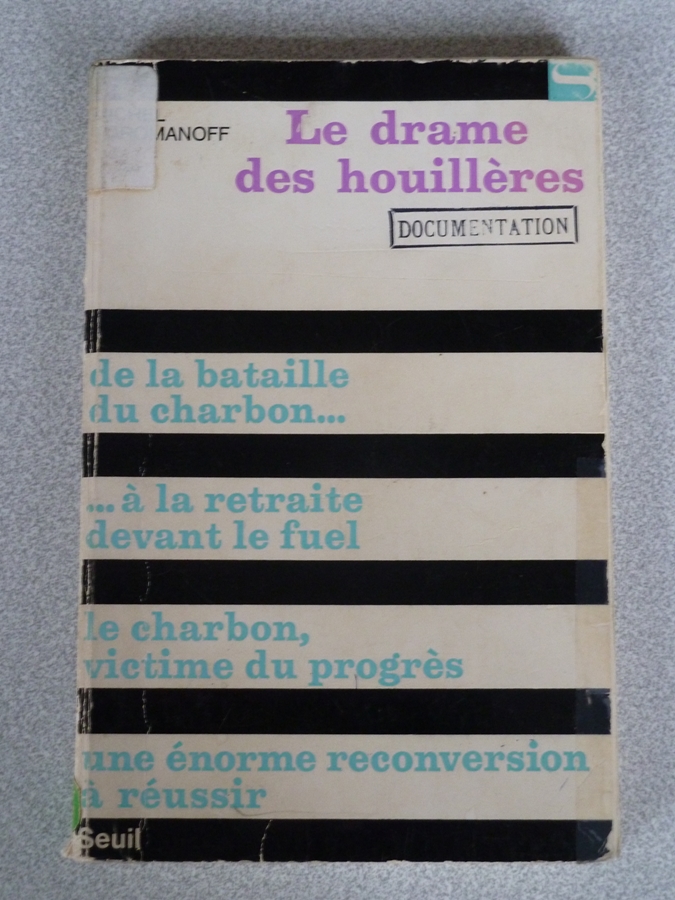 MANOFF
Le drame
des houillères
DOCUMENTATION
de la bataille
du charbon...
...à la retraite
devant le fuel
le charbon,
victime du progrès
une énorme reconversion
à réussir
Seuil
S